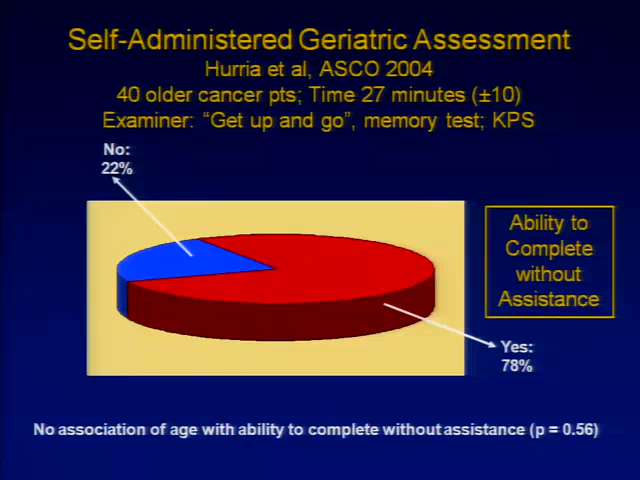 Self-Administered Geriatric Assessment
Hurria et al, ASCO 2004
40 older cancer pts; Time 27 minutes (±10)
Examiner: “Get up and go”, memory test; KPS
No:
22%
Ability to
Complete
without
Assistance
Yes:
78%
No association of age with ability to complete without assistance (p = 0.56)